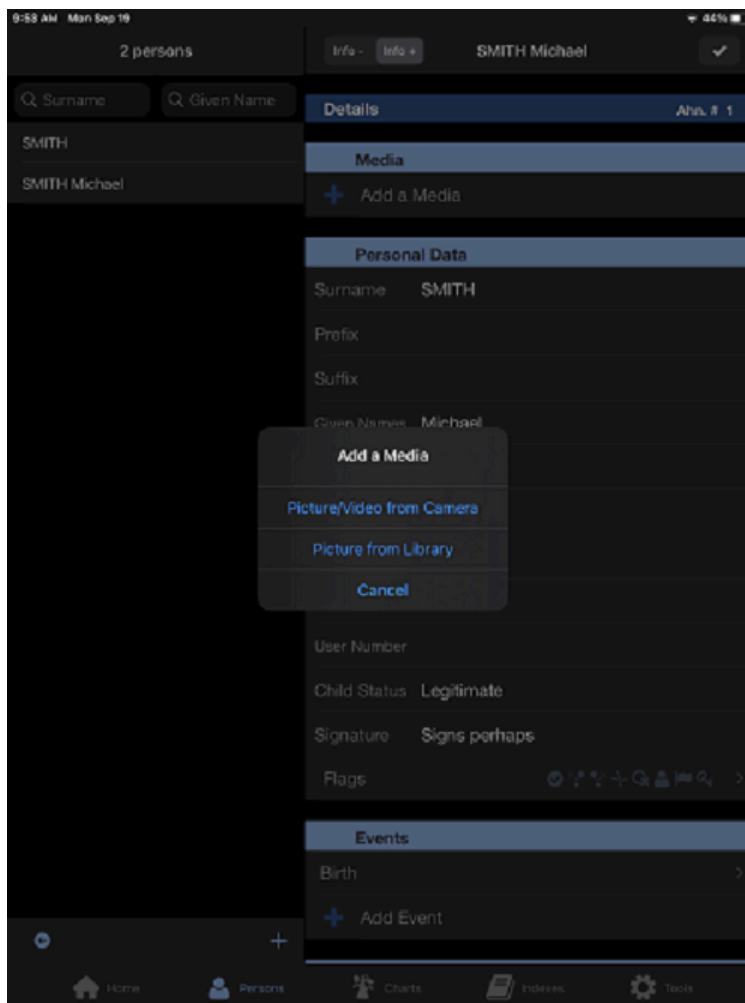 9:53 AM Mon Sep 19
44%
2 persons
Info - Info + SMITH Michael
Surname Given Name
Details Ahn. # 1
SMITH
Media
SMITH Michael
Add a Media
Personal Data
Surname SMITH
Prefix
Suffix
Given Names Michael
Add a Media
Picture/Video from Camera
Picture from Library
Cancel
User Number
Child Status Legitimate
Signature Signs perhaps
Flags
Events
Birth
Add Event
Home Persons Charts Indexes Tools